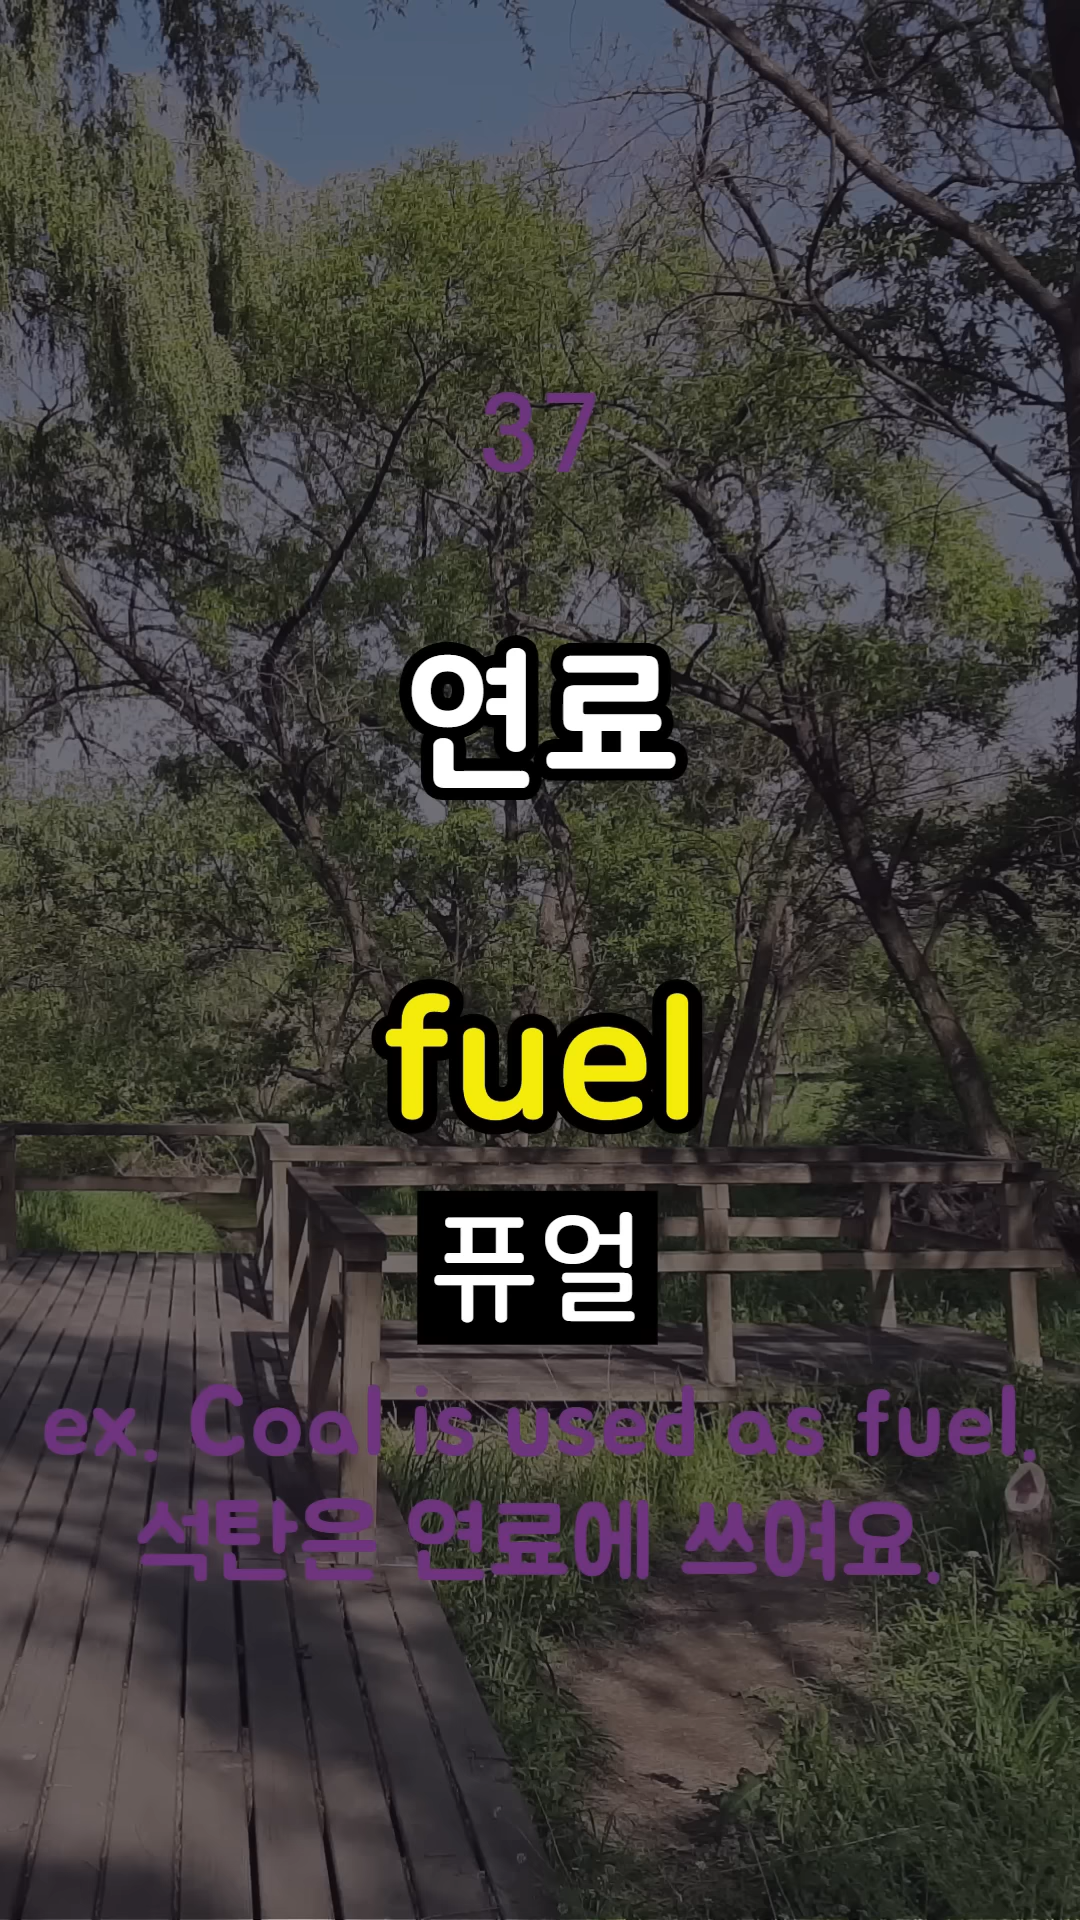 37
연료
fuel
퓨얼
ex. Coal is used as fuel.
석탄은 연료에 쓰여요.